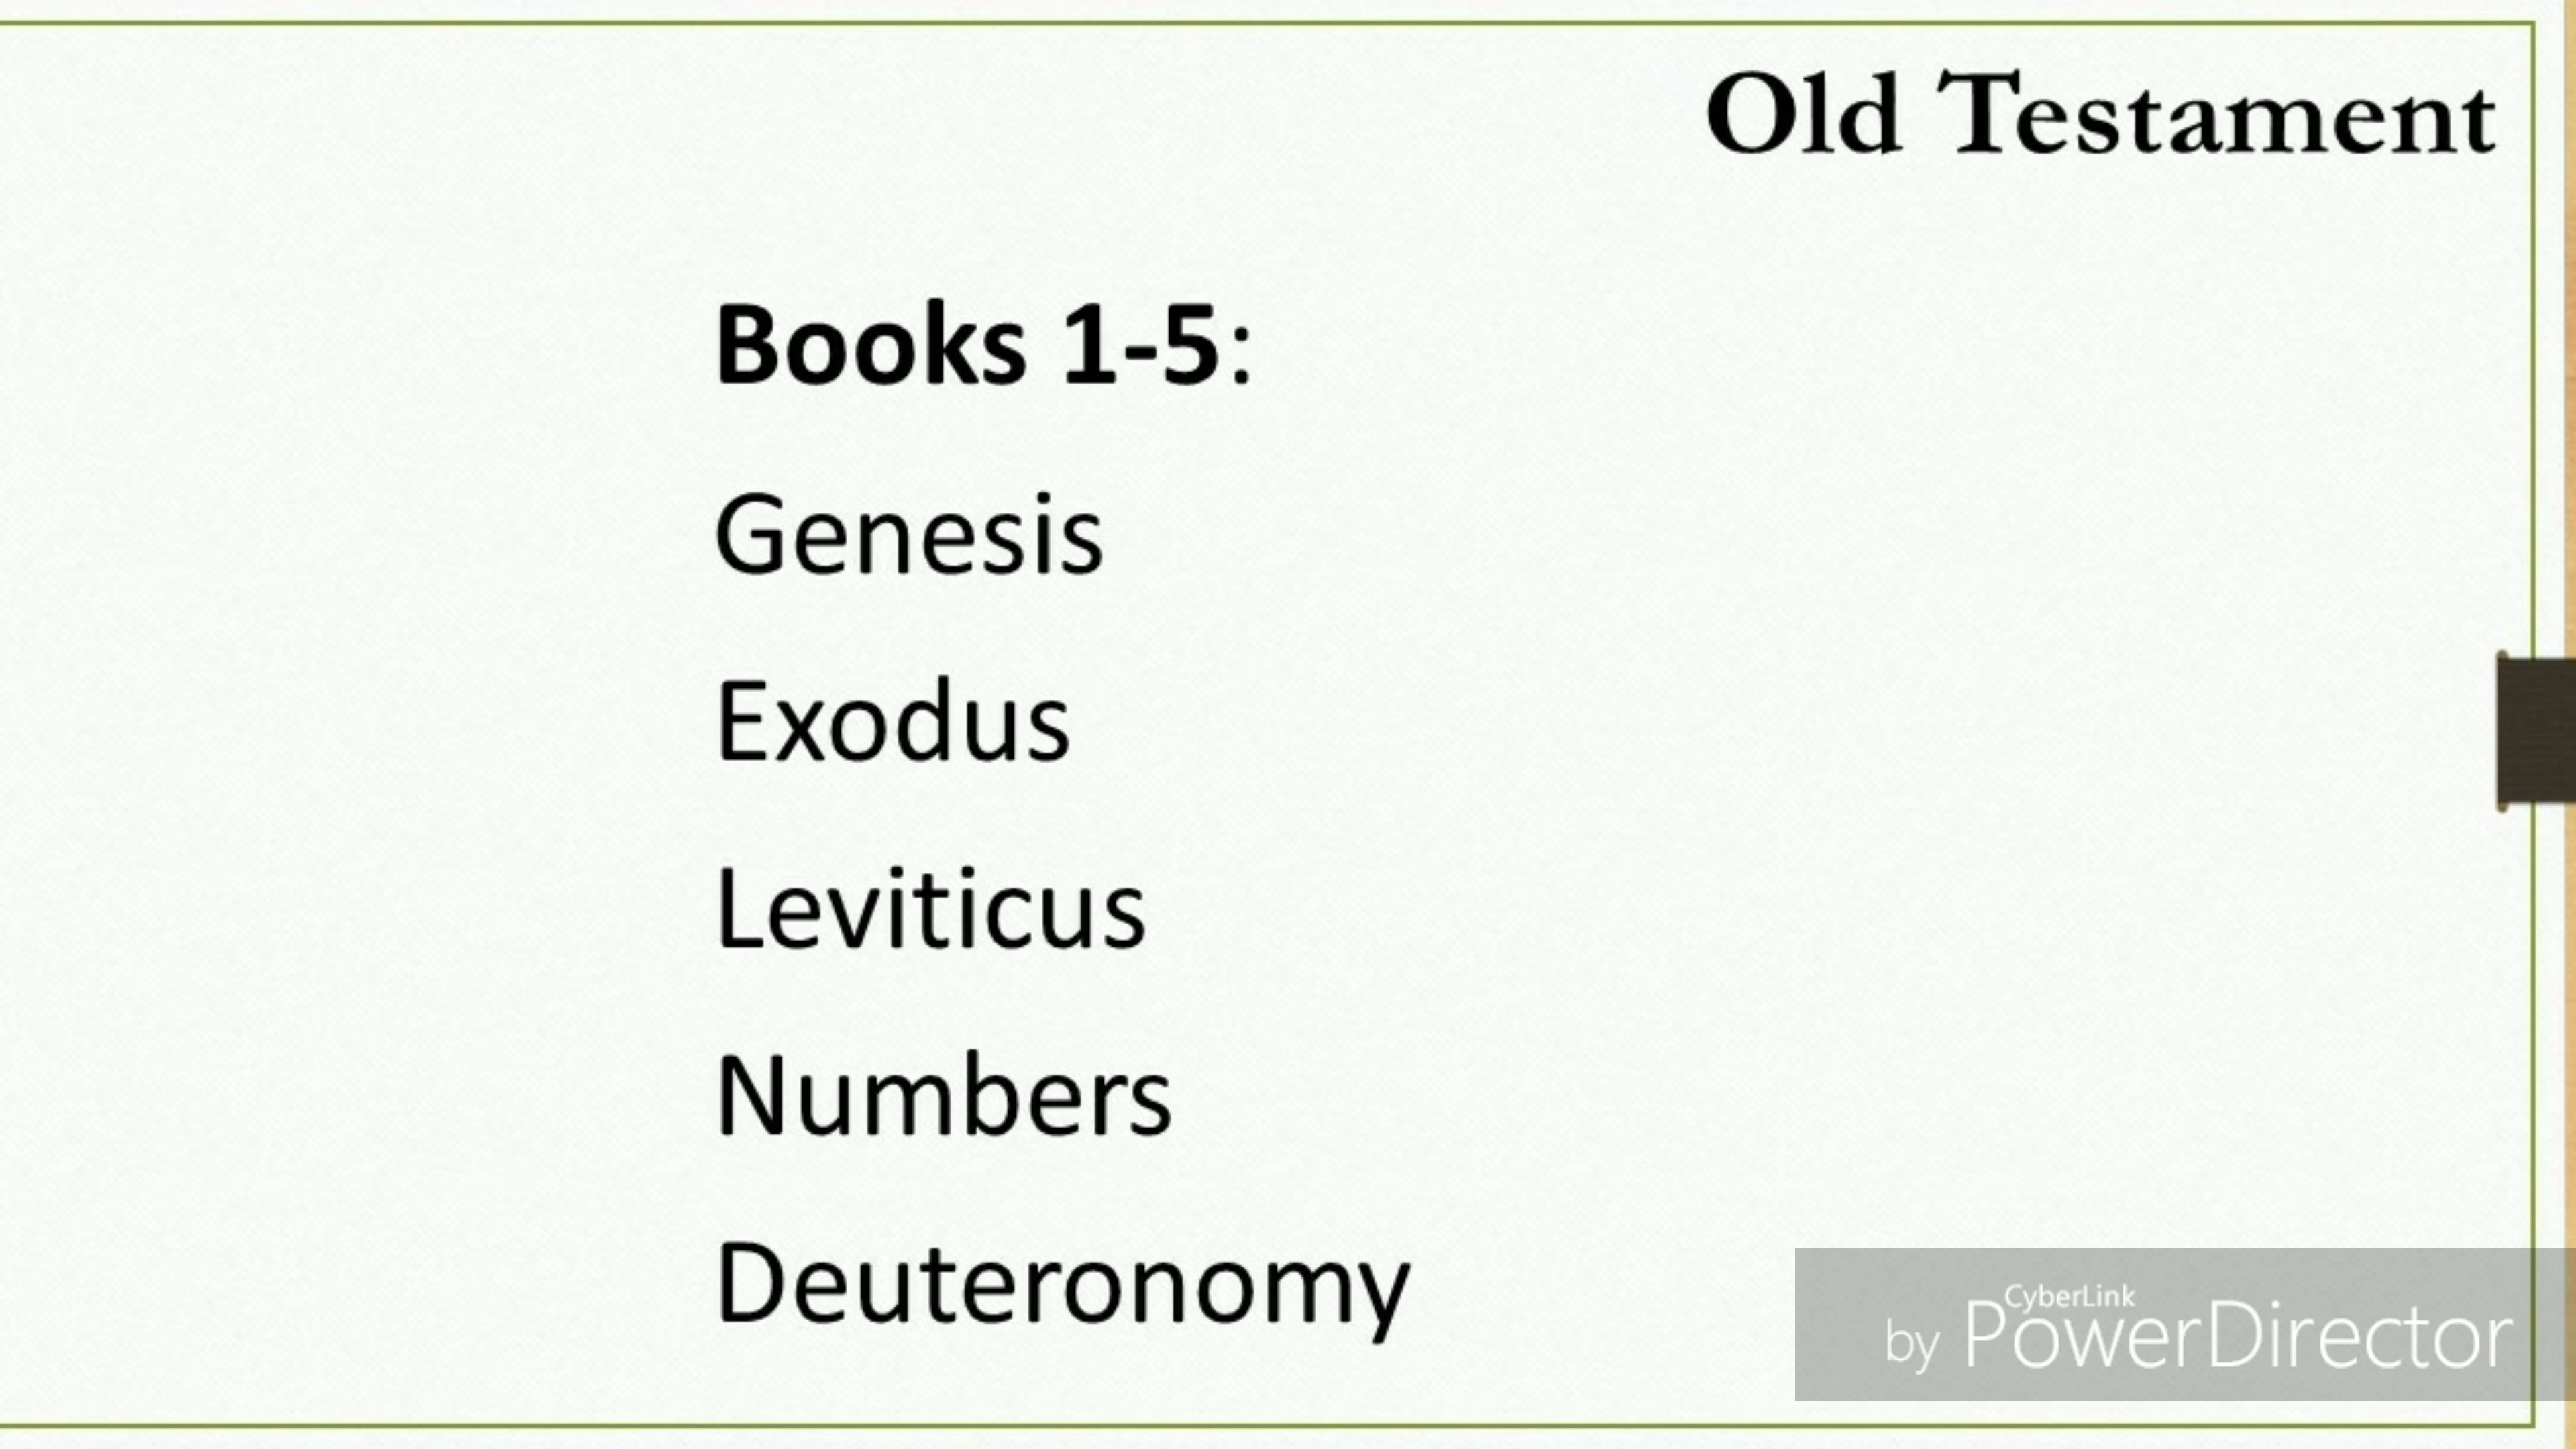 Old Testament
Books 1-5:
Genesis
Exodus
Leviticus
Numbers
Deuteronomy
CyberLink
by PowerDirector